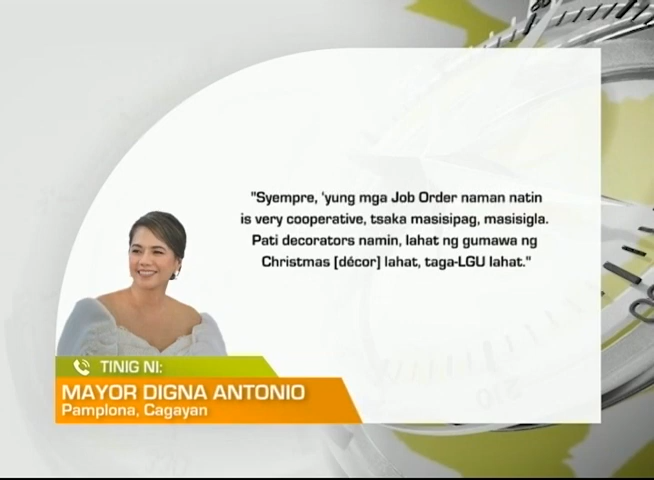 "Syempre, 'yung mga Job Order naman natin
is very cooperative, tsaka masisipag, masisigla.
Pati decorators namin, lahat ng gumawa ng
Christmas [décor] lahat, taga-LGU lahat."
TINIG NI:
MAYOR DIGNA ANTONIO
Pamplona, Cagayan